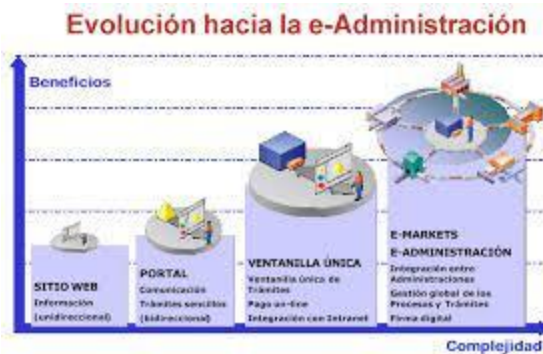 Evolución hacia la e-Administración
Beneficios
SITIO WEB
Información
(unidireccional)
PORTAL
Comunicación
Trámites sencillos
(bidireccional)
VENTANILLA ÚNICA
Ventanilla única de
Trámites
Pago on-line
Integración con Intranet
E-MARKETS
E-ADMINISTRACIÓN
Integración entre
Administraciones
Gestión global de los
Procesos y Trámites
Firma digital
Complejidad